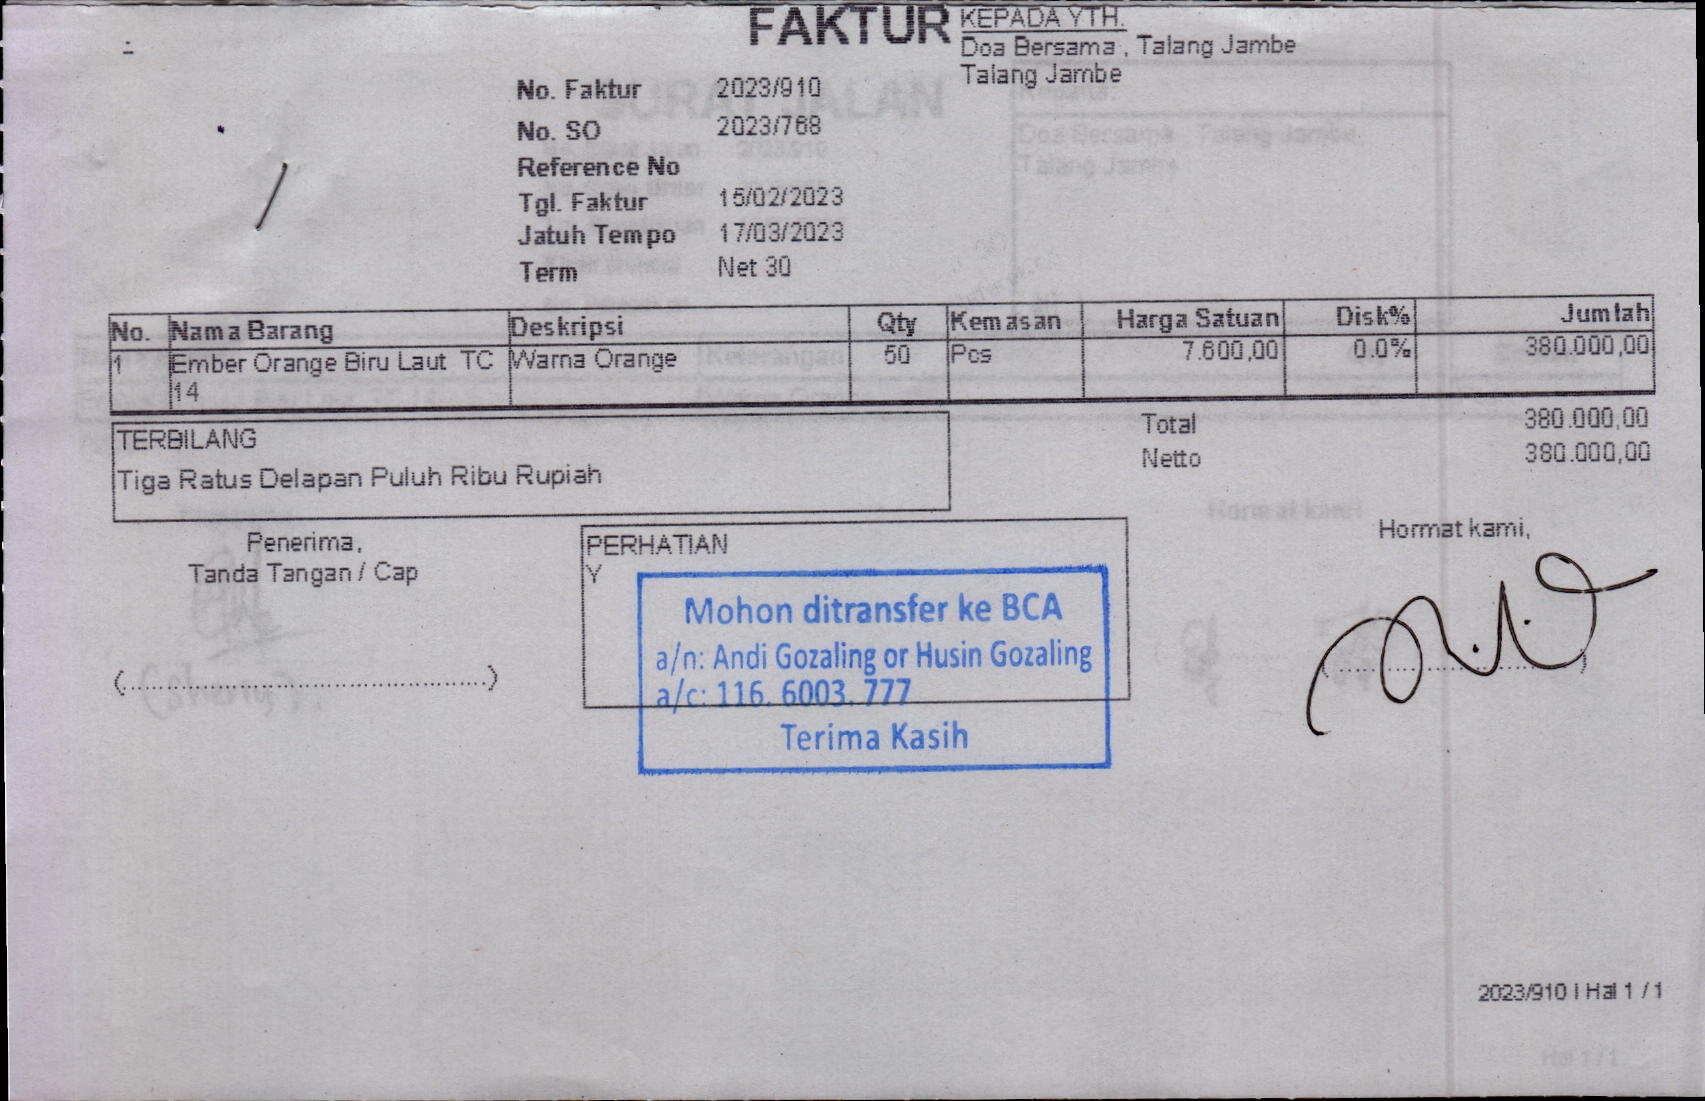 FAKTUR
KEPADA YTH.
Doa Bersama , Talang Jambe
Talang Jambe
No. Faktur 2023/910
No. SO 2023/768
Reference No
Tgl. Faktur 15/02/2023
Jatuh Tempo 17/03/2023
Term Net 30
No. Nama Barang Deskripsi Qty Kemasan Harga Satuan Disk% Jumlah
1 Ember Orange Biru Laut TC Warna Orange 50 Pcs 7.600,00 0.0% 380.000,00
14
Total 380.000,00
Netto 380.000,00
TERBILANG
Tiga Ratus Delapan Puluh Ribu Rupiah
Penerima,
Tanda Tangan / Cap
(..........................................)
PERHATIAN
Y
Mohon ditransfer ke BCA
a/n: Andi Gozaling or Husin Gozaling
a/c: 116. 6003. 777
Terima Kasih
Hormat kami,
2023/910 | Hal 1 / 1